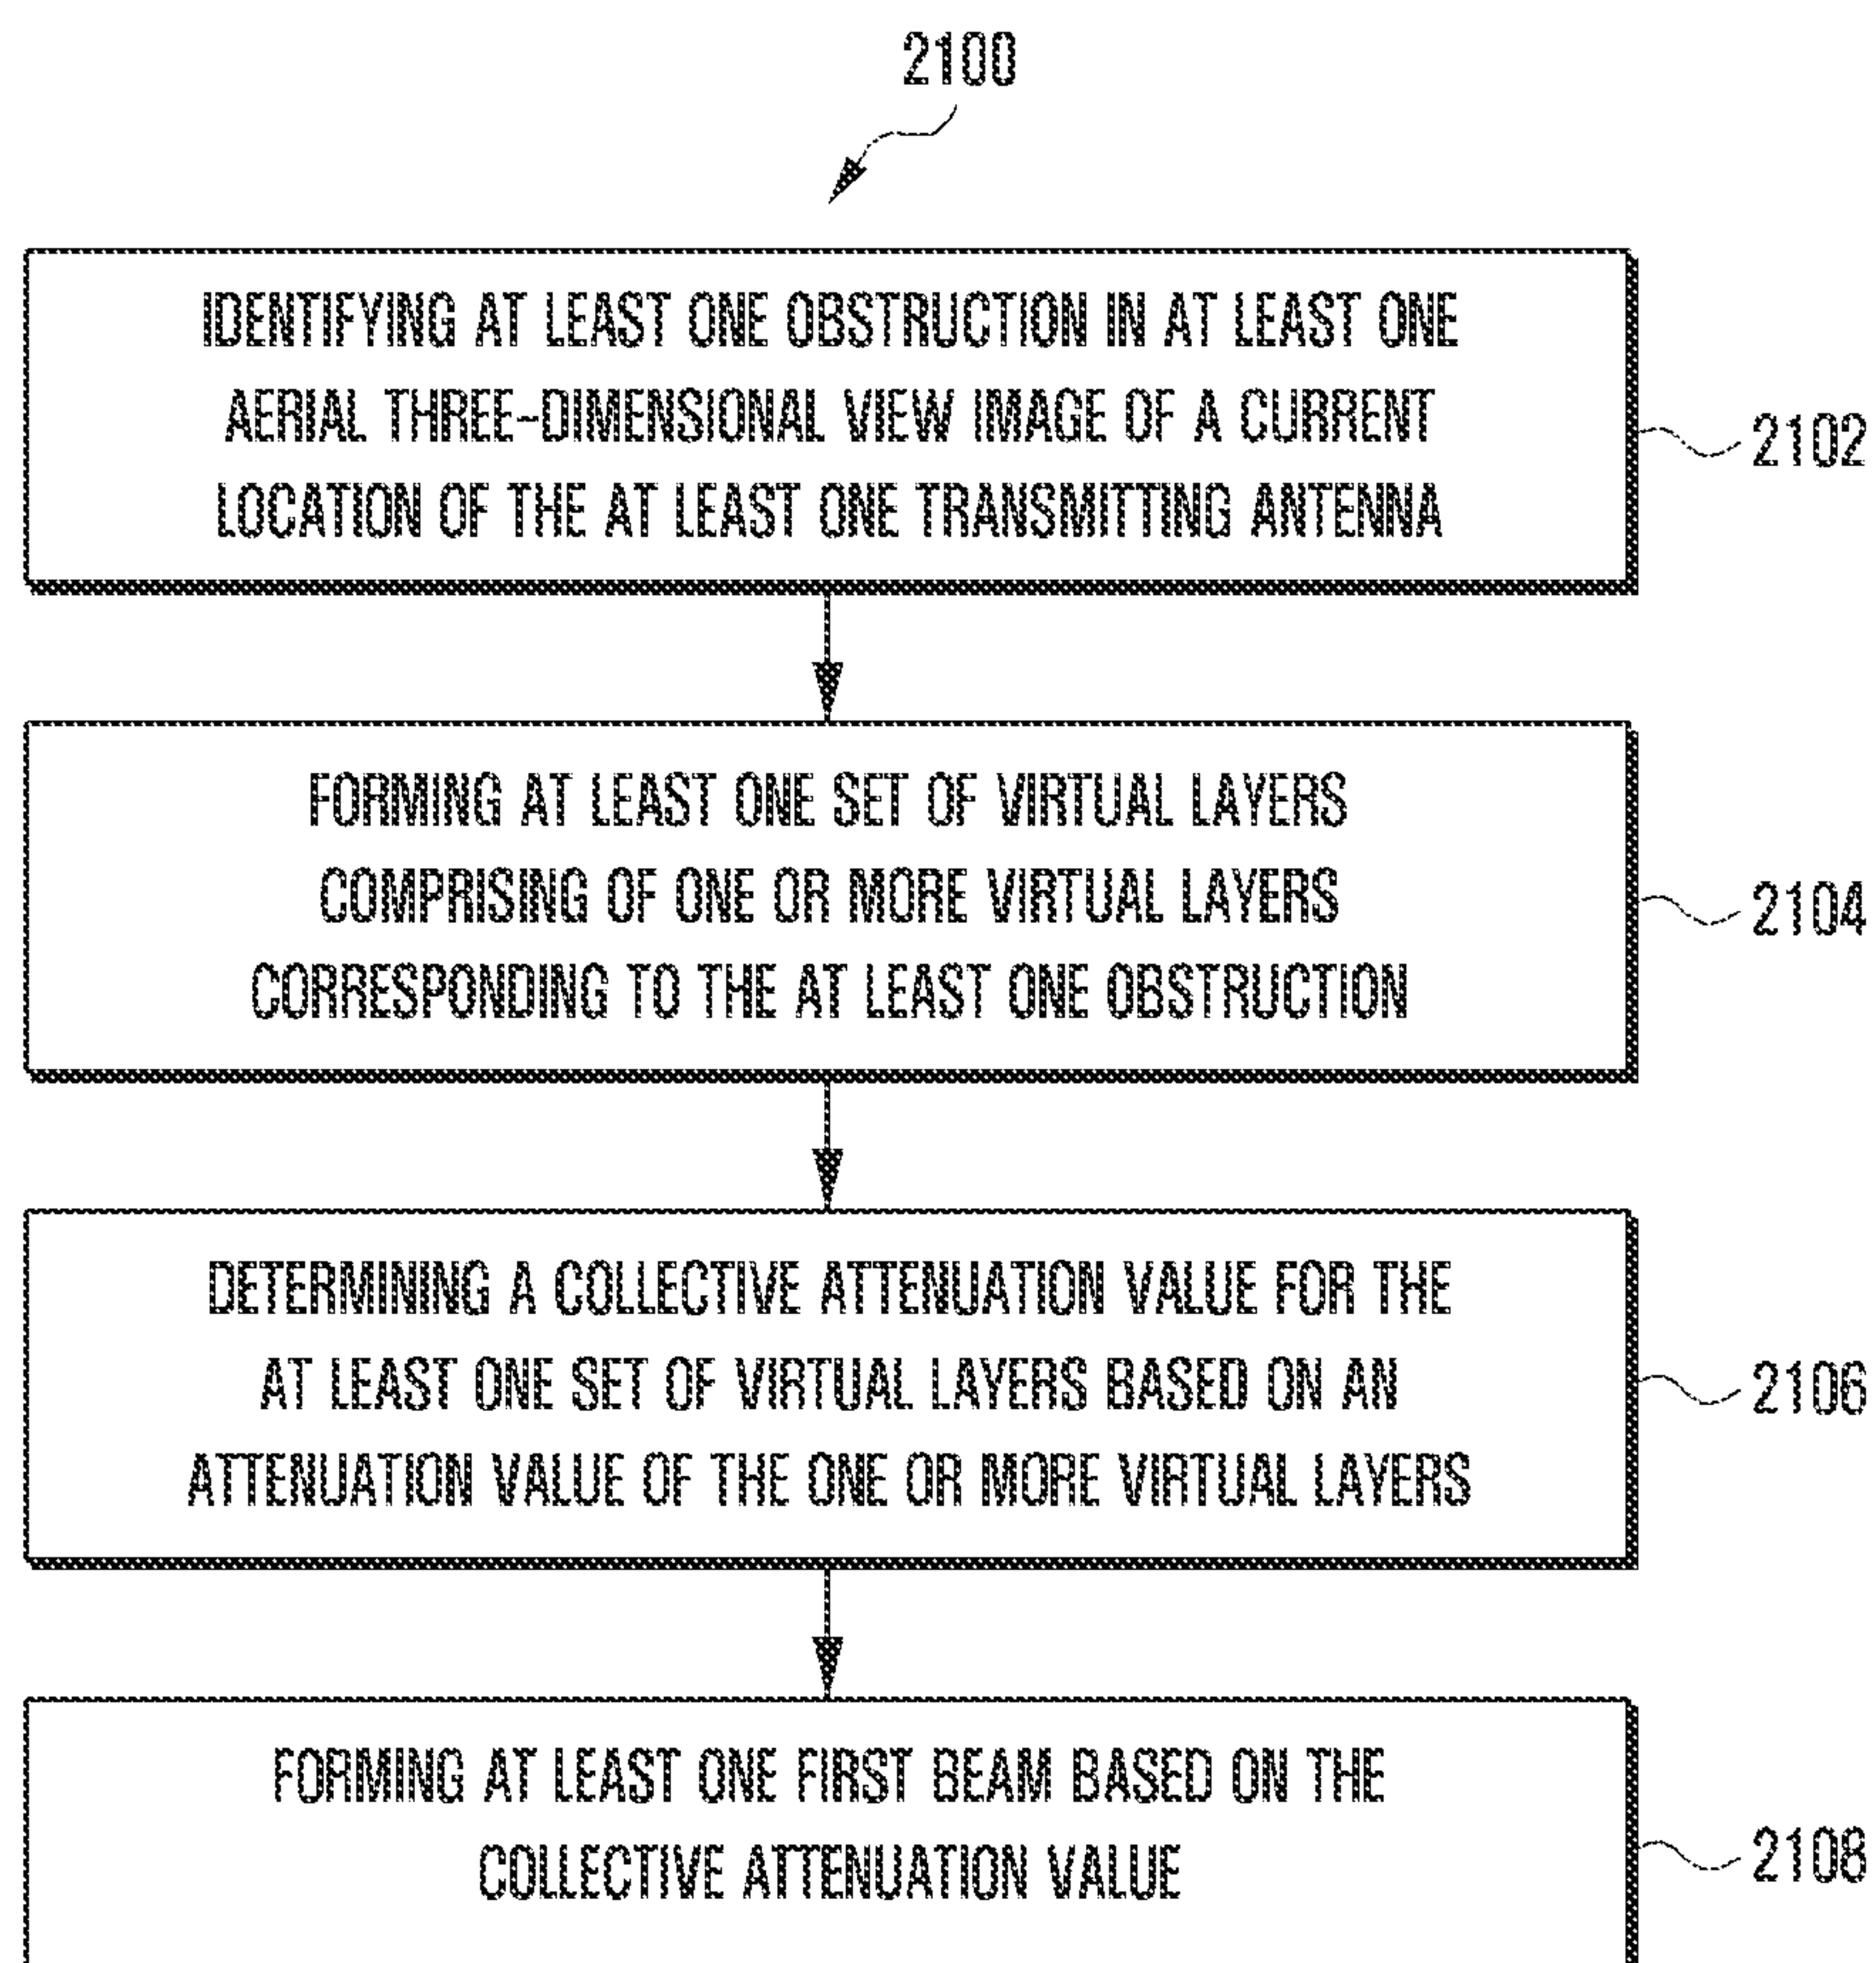 2100
IDENTIFYING AT LEAST ONE OBSTRUCTION IN AT LEAST ONE
AERIAL THREE-DIMENSIONAL VIEW IMAGE OF A CURRENT
LOCATION OF THE AT LEAST ONE TRANSMITTING ANTENNA
2102
FORMING AT LEAST ONE SET OF VIRTUAL LAYERS
COMPRISING OF ONE OR MORE VIRTUAL LAYERS
CORRESPONDING TO THE AT LEAST ONE OBSTRUCTION
2104
DETERMINING A COLLECTIVE ATTENUATION VALUE FOR THE
AT LEAST ONE SET OF VIRTUAL LAYERS BASED ON AN
ATTENUATION VALUE OF THE ONE OR MORE VIRTUAL LAYERS
2106
FORMING AT LEAST ONE FIRST BEAM BASED ON THE
COLLECTIVE ATTENUATION VALUE
2108